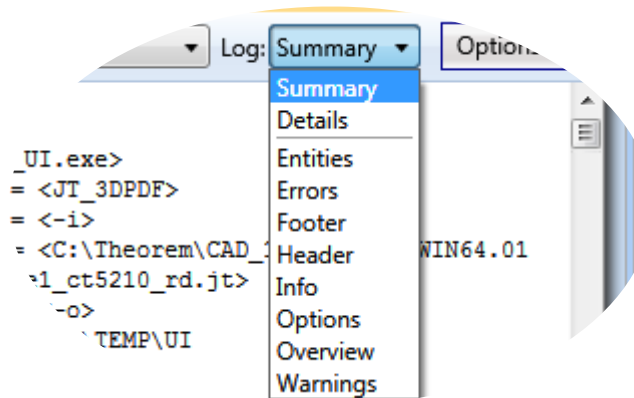 Log: Summary Options
Summary
Details
_UI.exe>
Entities
= <JT_3DPDF>
Errors
= <-i>
Footer
= <C:\Theorem\CAD_ WIN64.01
Header
1_ct5210_rd.jt>
Info
-o>
Options
TEMP\UI
Overview
Warnings